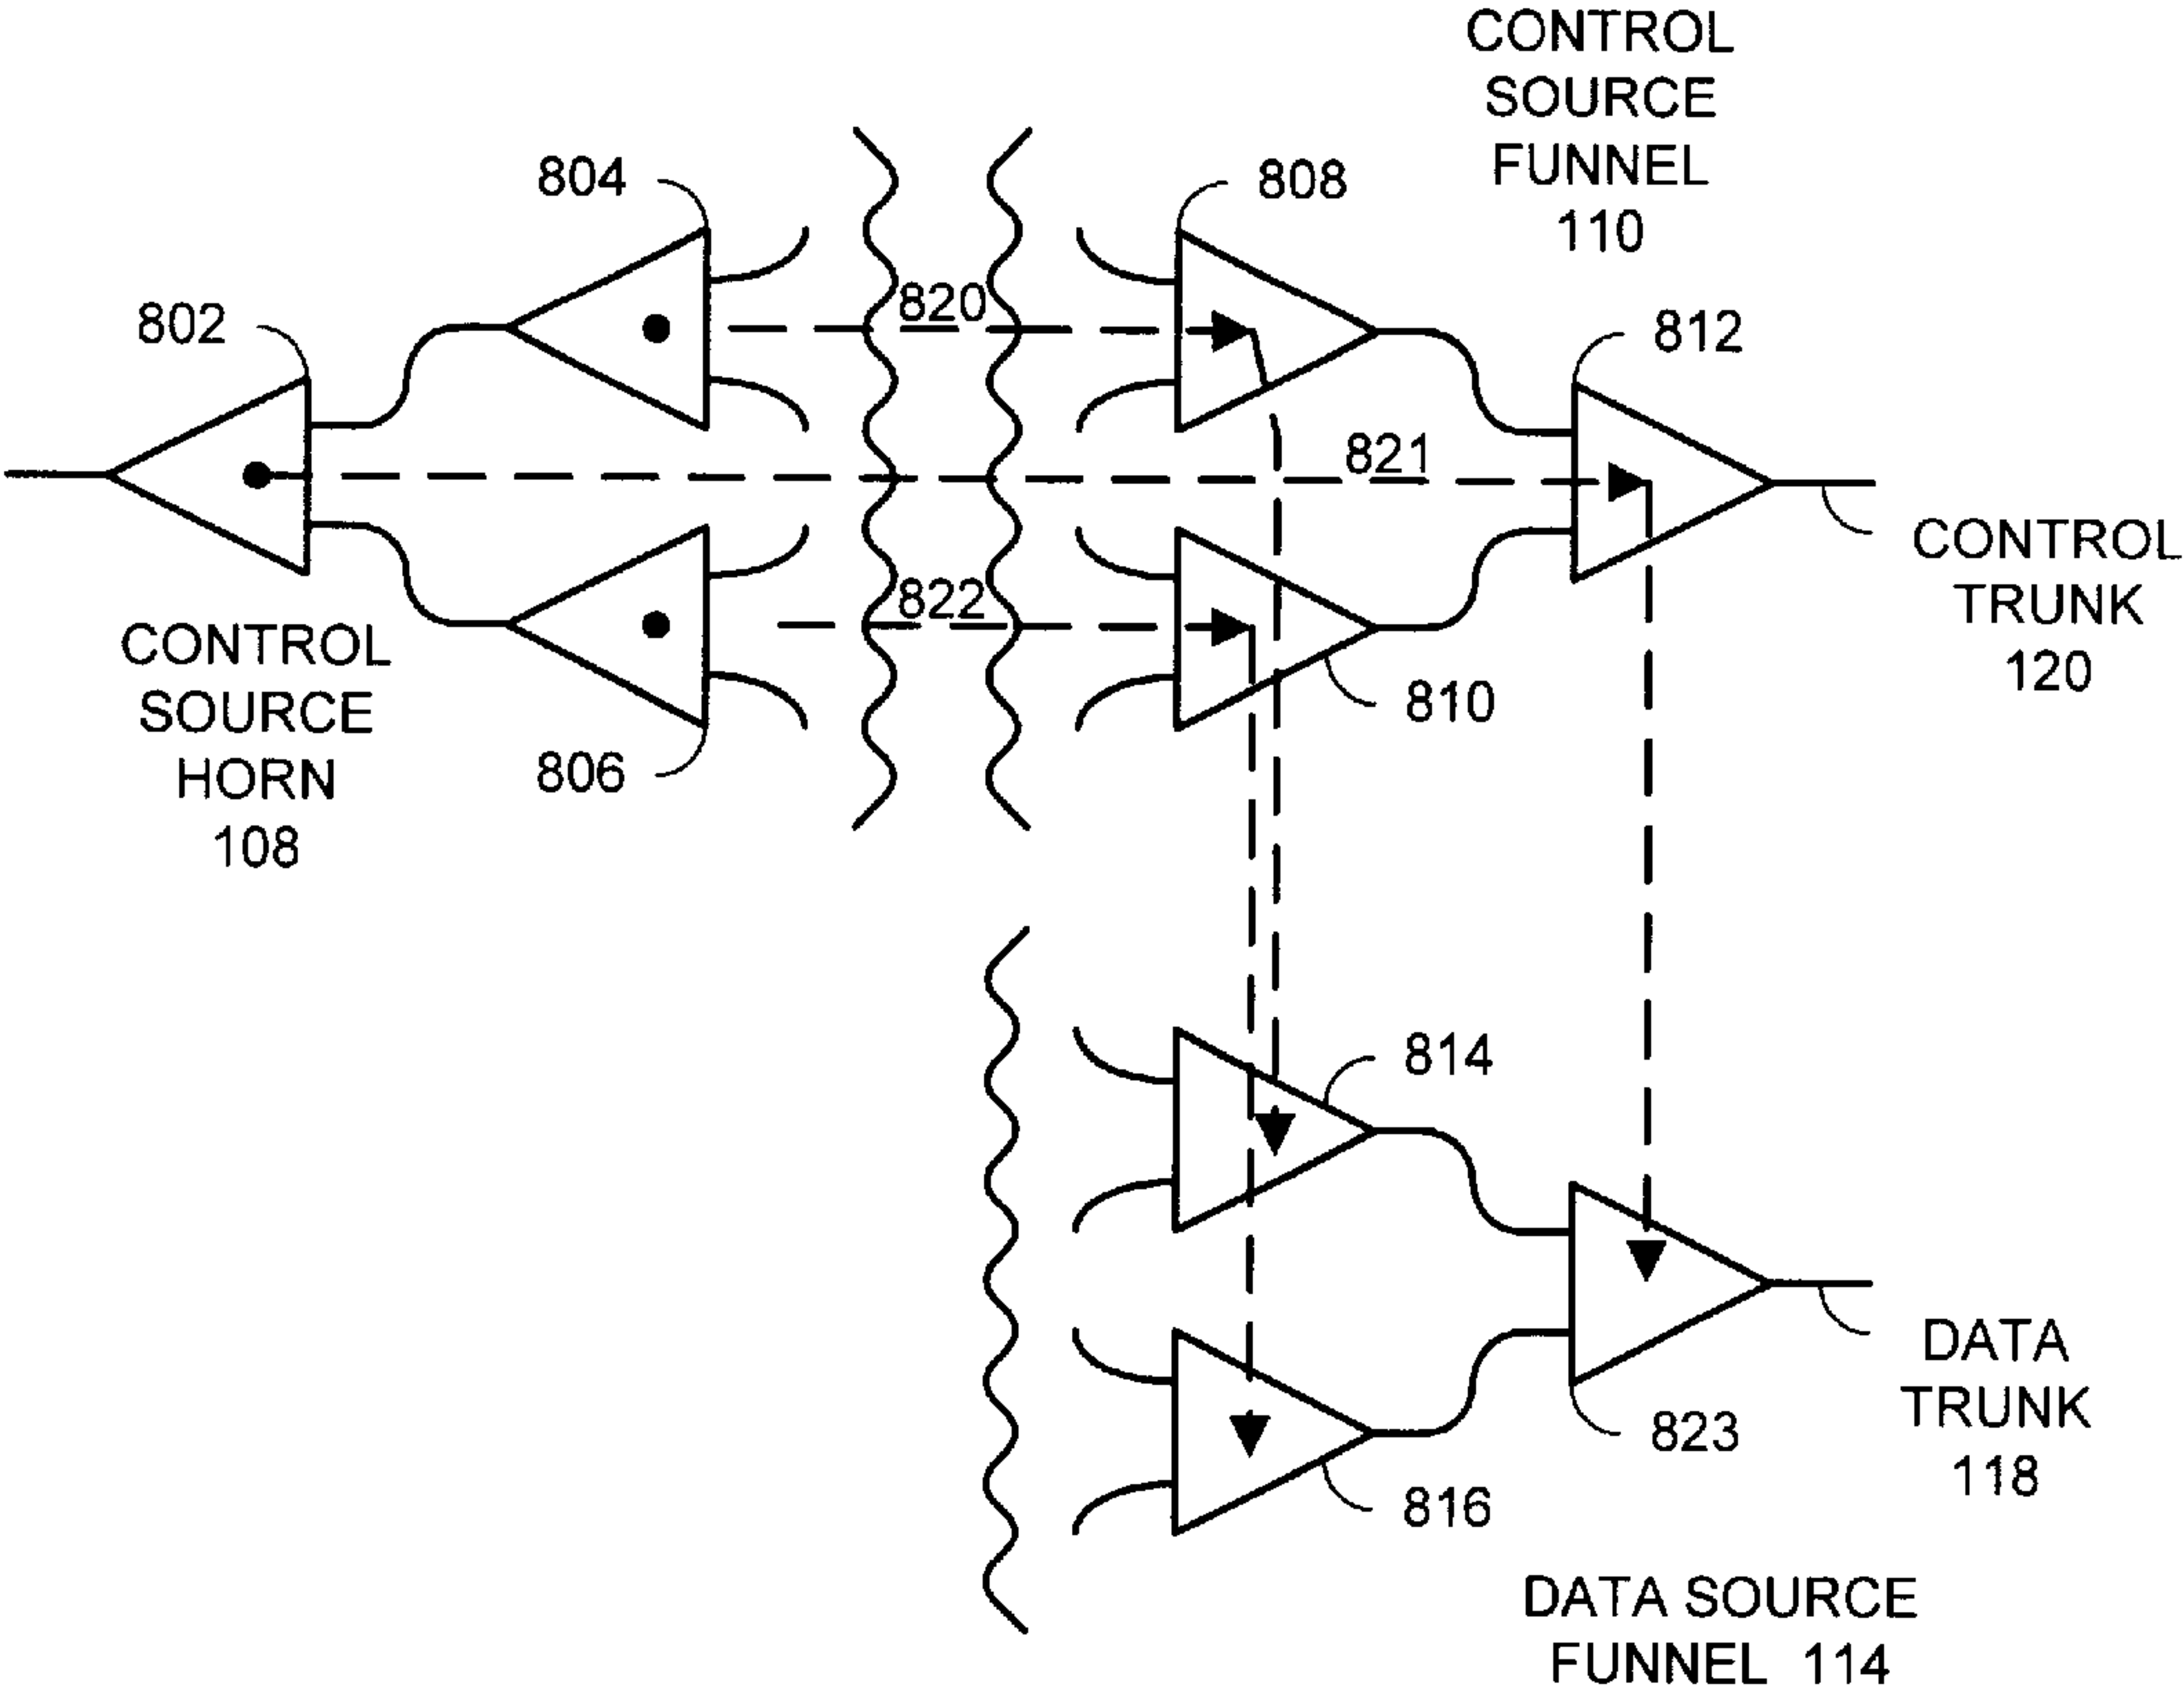 CONTROL
SOURCE
FUNNEL
110
804
808
802
820
812
821
CONTROL
TRUNK
120
822
810
CONTROL
SOURCE
HORN
108
806
814
816
823
DATA
TRUNK
118
DATA SOURCE
FUNNEL 114